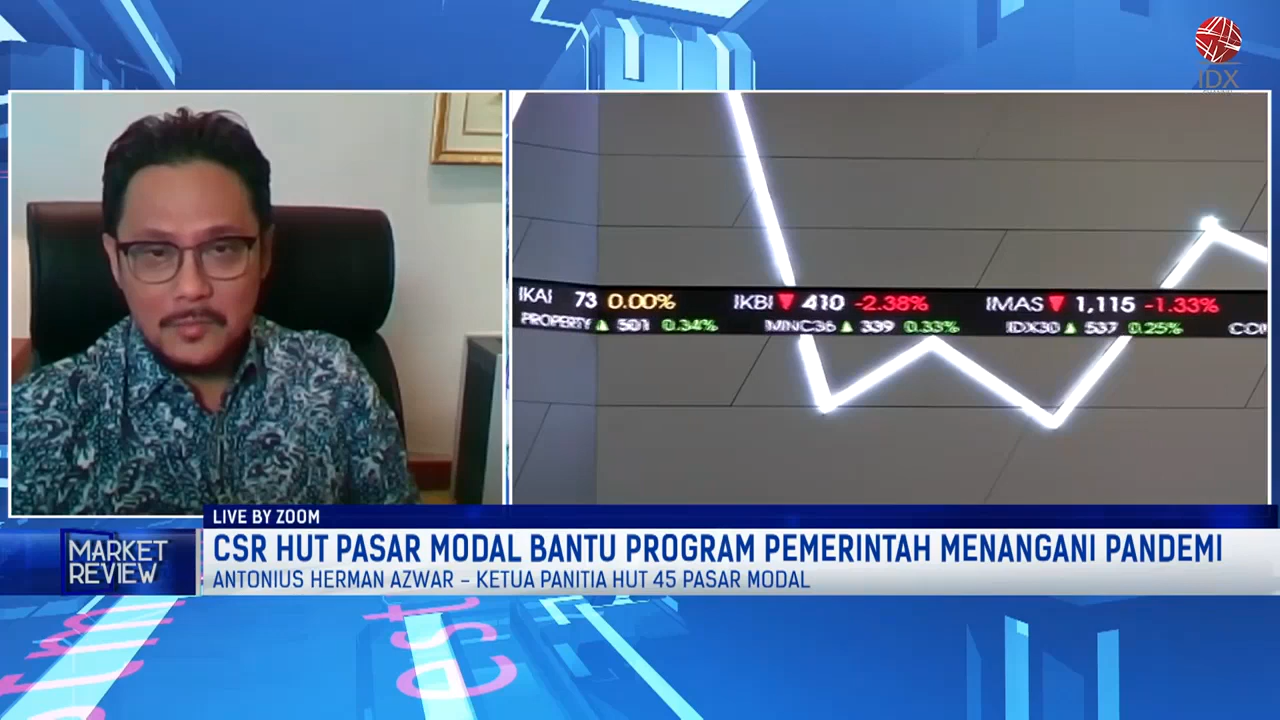 IDX
IKAI 73 0.00% IKBI ▼ 410 -2.38% IMAS ▼ 1,115 -1.33%
PROPERTY ▲ 501 0.34% MNC36 ▲ 339 0.33% IDX30 ▲ 537 0.25%
LIVE BY ZOOM
MARKET REVIEW
CSR HUT PASAR MODAL BANTU PROGRAM PEMERINTAH MENANGANI PANDEMI
ANTONIUS HERMAN AZWAR - KETUA PANITIA HUT 45 PASAR MODAL